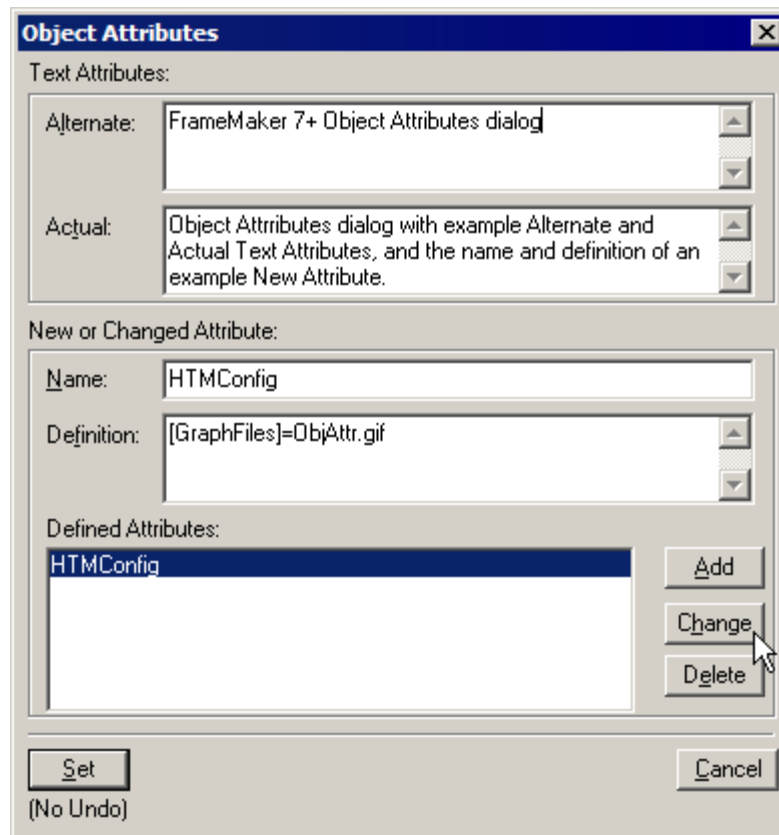 Object Attributes
Text Attributes:
Alternate:
FrameMaker 7+ Object Attributes dialog
Actual:
Object Attrributes dialog with example Alternate and
Actual Text Attributes, and the name and definition of an
example New Attribute.
New or Changed Attribute:
Name:
HTMConfig
Definition:
[GraphFiles]=ObjAttr.gif
Defined Attributes:
HTMConfig
Add
Change
Delete
Set
Cancel
(No Undo)